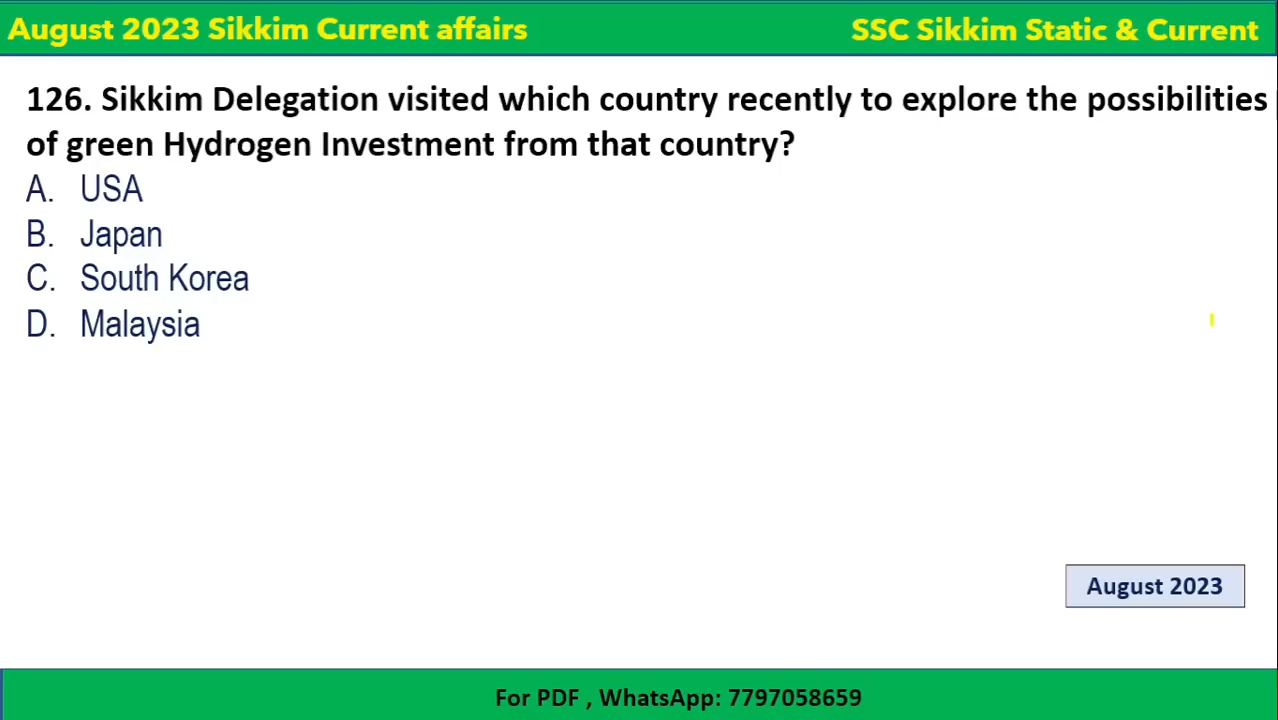 August 2023 Sikkim Current affairs
SSC Sikkim Static & Current
126. Sikkim Delegation visited which country recently to explore the possibilities
of green Hydrogen Investment from that country?
A. USA
B. Japan
C. South Korea
D. Malaysia
August 2023
For PDF , WhatsApp: 7797058659